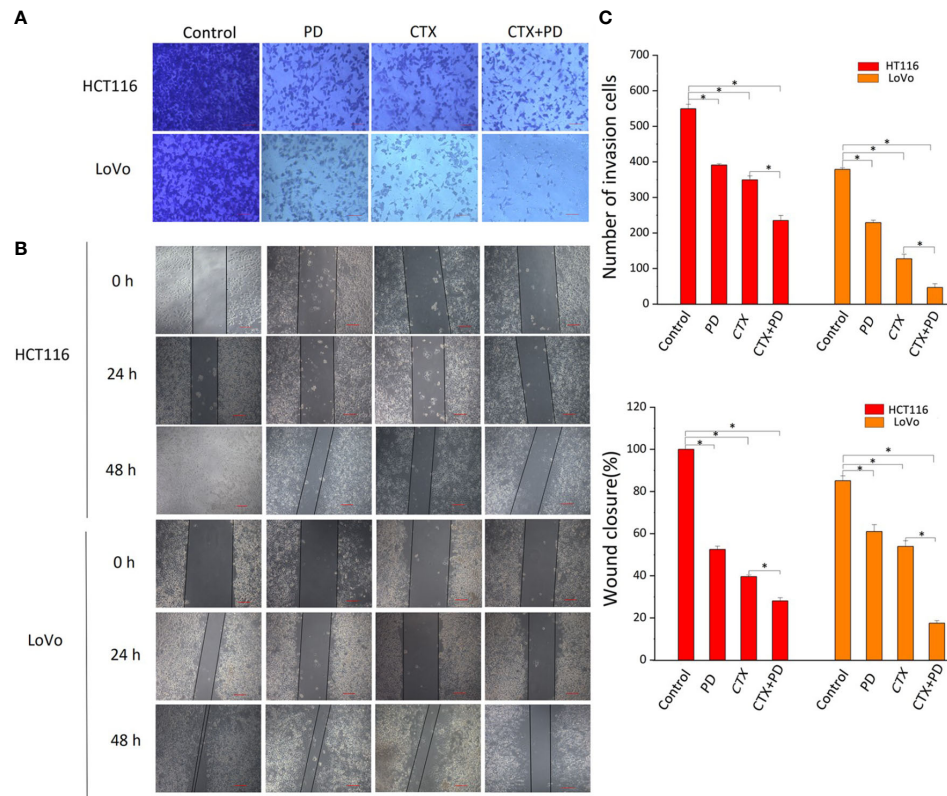 A
Control PD CTX CTX+PD
HCT116
LoVo
B
HCT116
0 h
24 h
48 h
LoVo
0 h
24 h
48 h
C
HT116
LoVo
Number of invasion cells
700
600
500
400
300
200
100
0
* * * *
* * * *
Control PD CTX CTX+PD Control PD CTX CTX+PD
HCT116
LoVo
Wound closure(%)
120
100
80
60
40
20
0
* * * *
* * * *
Control PD CTX CTX+PD Control PD CTX CTX+PD